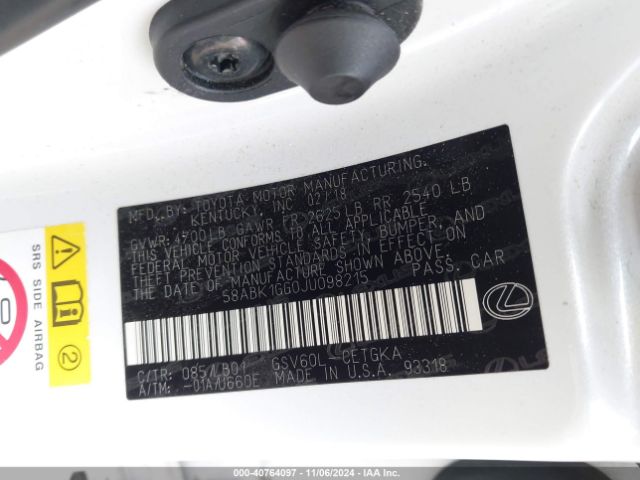 MFD. BY: TOYOTA MOTOR MANUFACTURING.
KENTUCKY, INC 02/18
GVWR 4700LB GAWR FR 2625 LB RR 2540 LB
THIS VEHICLE CONFORMS TO ALL APPLICABLE
FEDERAL MOTOR VEHICLE SAFETY, BUMPER, AND
THEFT PREVENTION STANDARDS IN EFFECT ON
THE DATE OF MANUFACTURE SHOWN ABOVE.
58ABK1GG0JU098215 PASS. CAR
C/TR: 085/LB01 GSV60L CETGKA
A/TM: -01A/U660E MADE IN U.S.A. 93318
SRS SIDE AIRBAG
2
000-40764097 - 11/06/2024 - IAA Inc. (IAA)